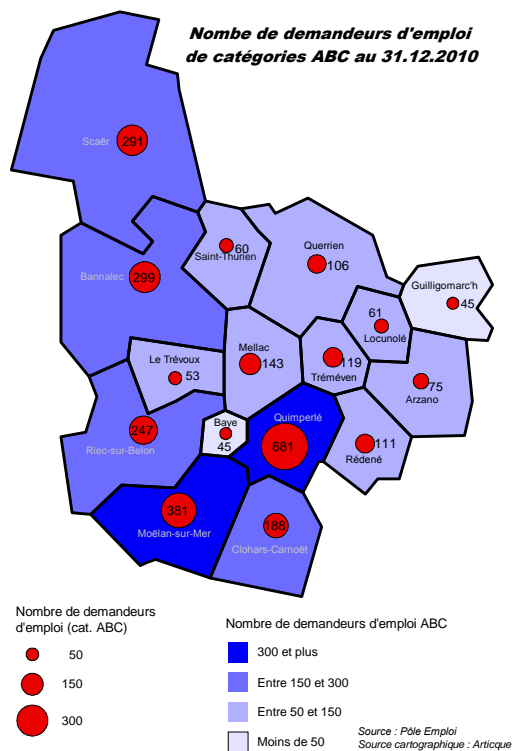 Nombe de demandeurs d'emploi
de catégories ABC au 31.12.2010
Scaër
291
Saint-Thurien
60
Querrien
106
Bannalec
299
Guilligomarc'h
45
61
Locunolé
Mellac
143
Le Trévoux
53
119
Tréméven
75
Arzano
247
Riec-sur-Belon
Baye
45
Quimperlé
681
111
Rédené
381
Moëlan-sur-Mer
188
Clohars-Carnoët
Nombre de demandeurs
d'emploi (cat. ABC)
50
150
300
Nombre de demandeurs d'emploi ABC
300 et plus
Entre 150 et 300
Entre 50 et 150
Moins de 50
Source : Pôle Emploi
Source cartographique : Articque